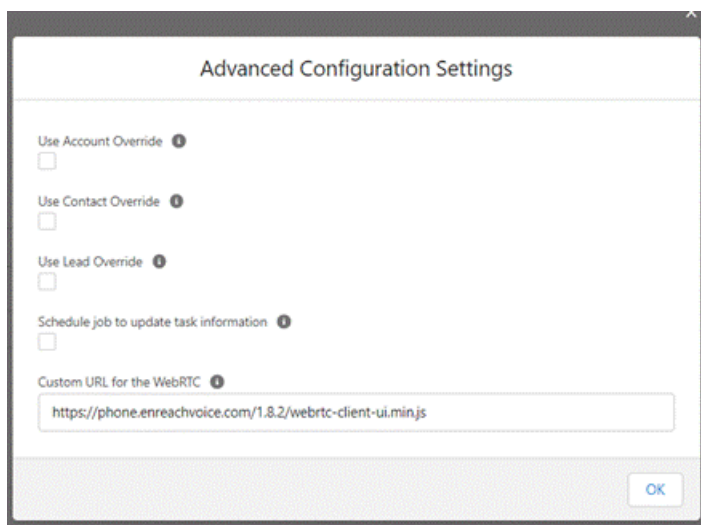 Advanced Configuration Settings
Use Account Override
Use Contact Override
Use Lead Override
Schedule job to update task information
Custom URL for the WebRTC
https://phone.enreachvoice.com/1.8.2/webrtc-client-ui.min.js
OK